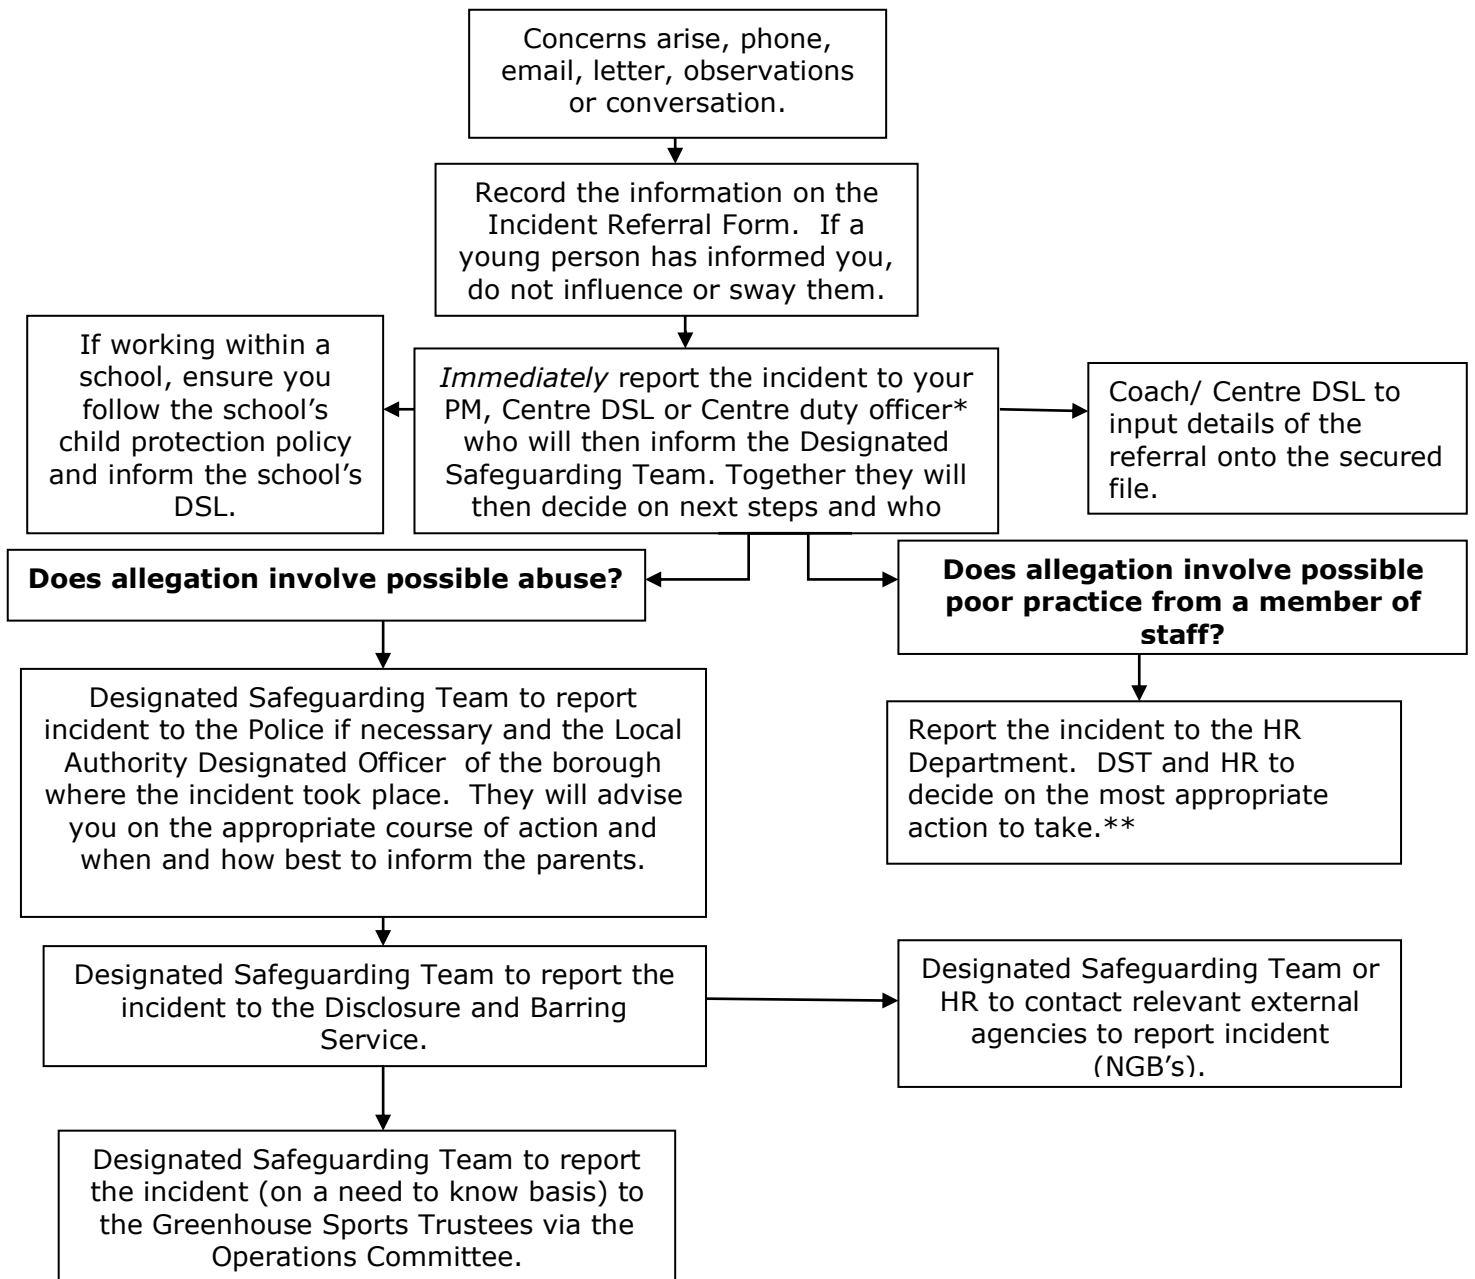 Concerns arise, phone,
email, letter, observations
or conversation.
Record the information on the
Incident Referral Form.  If a
young person has informed you,
do not influence or sway them.
If working within a
school, ensure you
follow the school’s
child protection policy
and inform the school’s
DSL.
Immediately report the incident to your
PM, Centre DSL or Centre duty officer*
who will then inform the Designated
Safeguarding Team. Together they will
then decide on next steps and who
Coach/ Centre DSL to
input details of the
referral onto the secured
file.
Does allegation involve possible abuse?
Does allegation involve possible
poor practice from a member of
staff?
Designated Safeguarding Team to report
incident to the Police if necessary and the Local
Authority Designated Officer  of the borough
where the incident took place.  They will advise
you on the appropriate course of action and
when and how best to inform the parents.
Report the incident to the HR
Department.  DST and HR to
decide on the most appropriate
action to take.**
Designated Safeguarding Team to report the
incident to the Disclosure and Barring
Service.
Designated Safeguarding Team or
HR to contact relevant external
agencies to report incident
(NGB’s).
Designated Safeguarding Team to report
the incident (on a need to know basis) to
the Greenhouse Sports Trustees via the
Operations Committee.